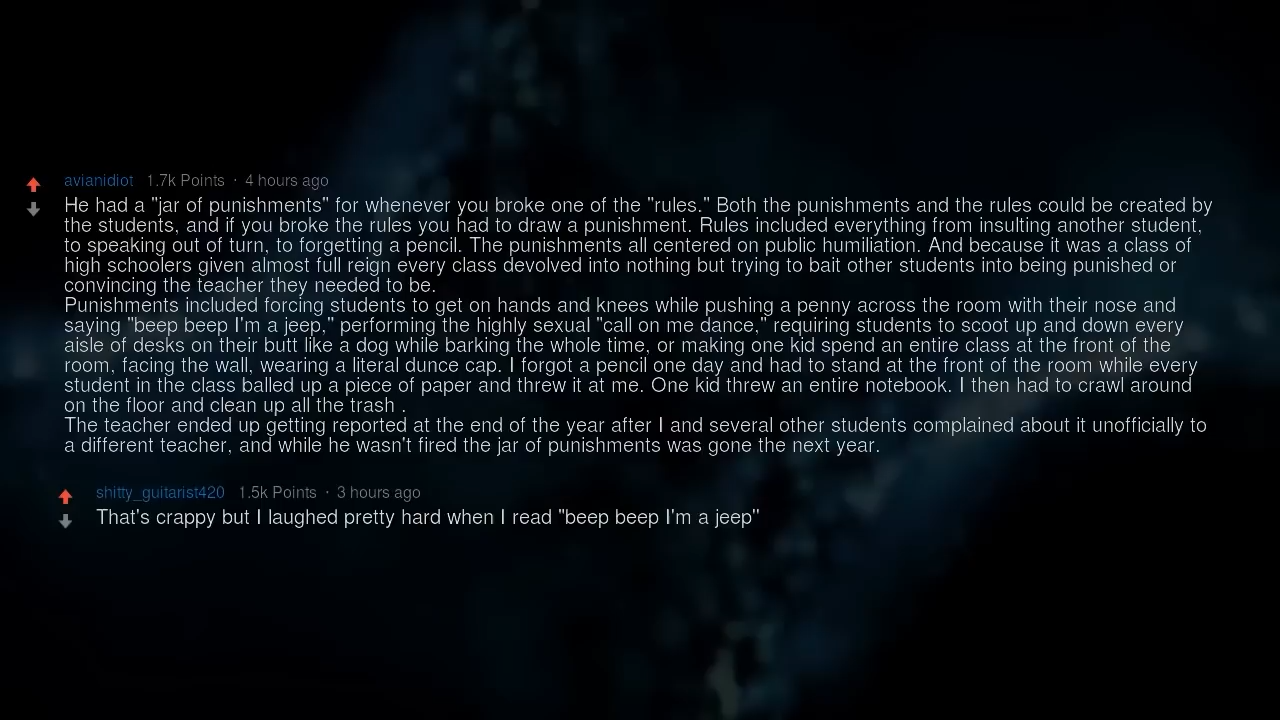 avianidiot 1.7k Points · 4 hours ago
He had a "jar of punishments" for whenever you broke one of the "rules." Both the punishments and the rules could be created by
the students, and if you broke the rules you had to draw a punishment. Rules included everything from insulting another student,
to speaking out of turn, to forgetting a pencil. The punishments all centered on public humiliation. And because it was a class of
high schoolers given almost full reign every class devolved into nothing but trying to bait other students into being punished or
convincing the teacher they needed to be.
Punishments included forcing students to get on hands and knees while pushing a penny across the room with their nose and
saying "beep beep I'm a jeep," performing the highly sexual "call on me dance," requiring students to scoot up and down every
aisle of desks on their butt like a dog while barking the whole time, or making one kid spend an entire class at the front of the
room, facing the wall, wearing a literal dunce cap. I forgot a pencil one day and had to stand at the front of the room while every
student in the class balled up a piece of paper and threw it at me. One kid threw an entire notebook. I then had to crawl around
on the floor and clean up all the trash .
The teacher ended up getting reported at the end of the year after I and several other students complained about it unofficially to
a different teacher, and while he wasn't fired the jar of punishments was gone the next year.
shitty_guitarist420 1.5k Points · 3 hours ago
That's crappy but I laughed pretty hard when I read "beep beep I'm a jeep"